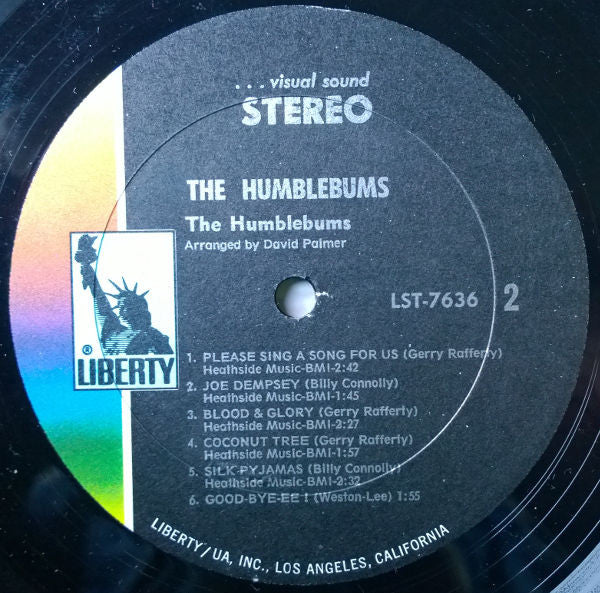 . . . visual sound
STEREO
THE HUMBLEBUMS
The Humblebums
Arranged by David Palmer
LST-7636 2
® LIBERTY
1. PLEASE SING A SONG FOR US (Gerry Rafferty)
Heathside Music-BMI-2:42
2. JOE DEMPSEY (Billy Connolly)
Heathside Music-BMI-1:45
3. BLOOD & GLORY (Gerry Rafferty)
Heathside Music-BMI-2:27
4. COCONUT TREE (Gerry Rafferty)
Heathside Music-BMI-1:57
5. SILK PYJAMAS (Billy Connolly)
Heathside Music-BMI-2:32
6. GOOD-BYE-EE! (Weston-Lee) 1:55
LIBERTY/UA, INC., LOS ANGELES, CALIFORNIA